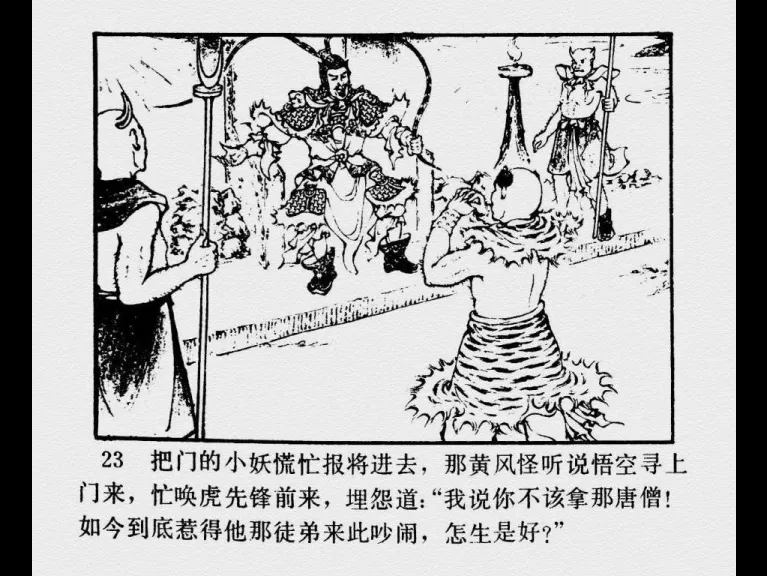 23 把门的小妖慌忙报将进去，那黄风怪听说悟空寻上
门来，忙唤虎先锋前来，埋怨道：“我说你不该拿那唐僧！
如今到底惹得他那徒弟来此吵闹，怎生是好？”